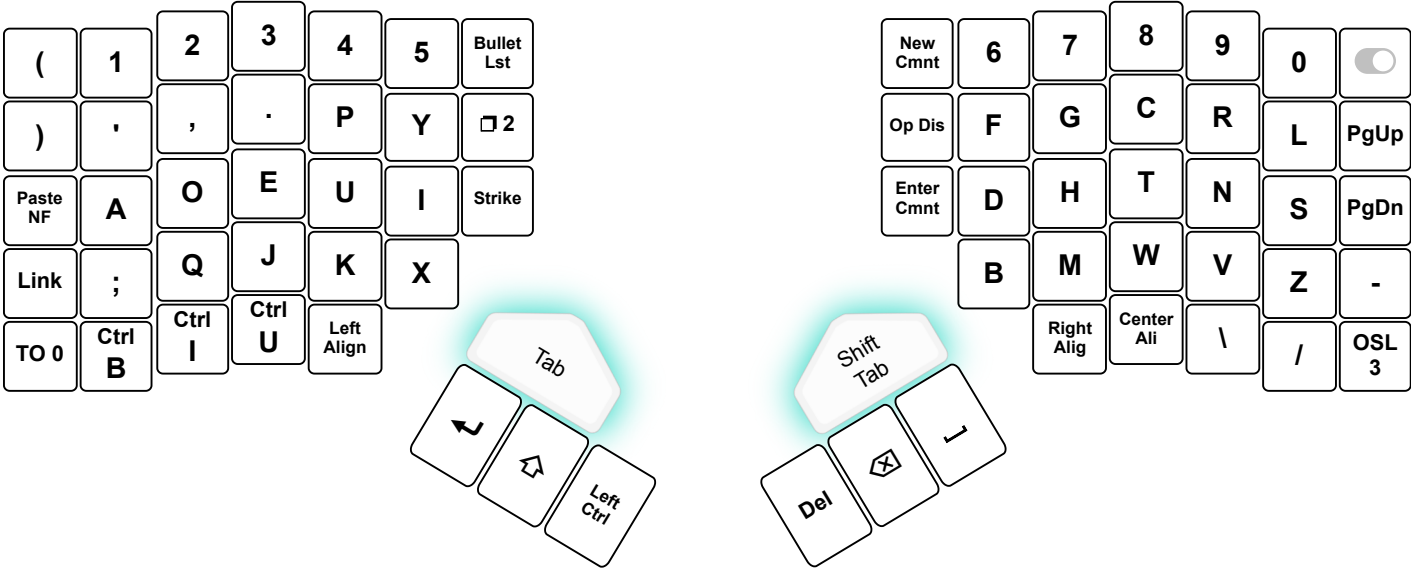 ( 1 2 3 4 5 Bullet
Lst
New
Cmnt 6 7 8 9 0
) ' , . P Y 2
Op Dis F G C R L PgUp
Paste
NF A O E U I Strike
Enter
Cmnt D H T N S PgDn
Link ; Q J K X
B M W V Z -
TO 0 Ctrl
B Ctrl
I Ctrl
U Left
Align
Right
Alig Center
Ali \ / OSL
3
Tab
Shift
Tab
Left
Ctrl
Del